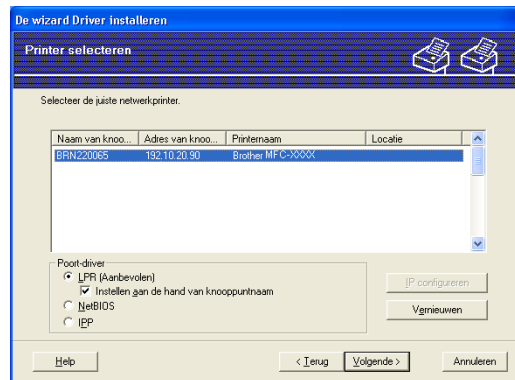 De wizard Driver installeren
Printer selecteren
Selecteer de juiste netwerkprinter.
Naam van knoo... Adres van knoo... Printernaam Locatie
BRN220065 192.10.20.90 Brother MFC-XXXX
Poort-driver
LPR (Aanbevolen)
Instellen aan de hand van knooppuntnaam
NetBIOS
IPP
IP configureren
Vernieuwen
Help < Terug Volgende > Annuleren